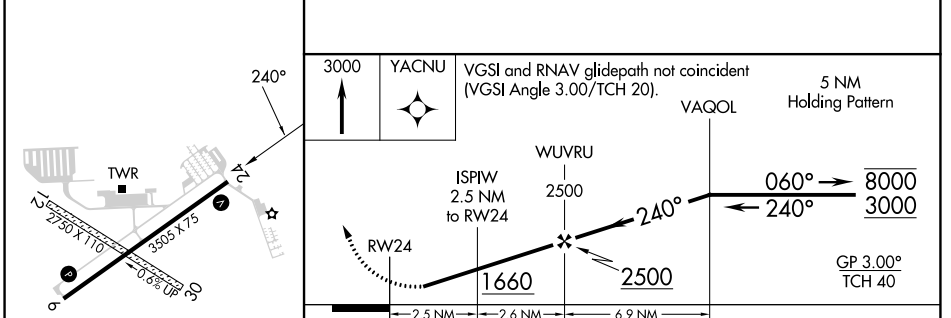 240°
TWR
24
12
2750 X 110
3505 X 75
V
P
0.6% UP
30
6
3000
YACNU
VGSI and RNAV glidepath not coincident
(VGSI Angle 3.00/TCH 20).
5 NM
Holding Pattern
VAQOL
WUVRU
2500
ISPIW
2.5 NM
to RW24
RW24
240°
060°
240°
8000
3000
1660
2500
GP 3.00°
TCH 40
2.5 NM
2.6 NM
6.9 NM